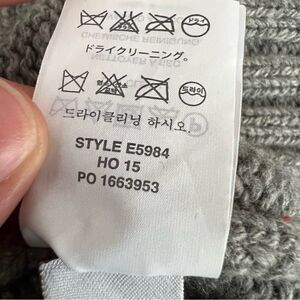 ドライ
ドライクリーニング。
드라이
드라이클리닝 하시오.
STYLE E5984
HO 15
PO 1663953